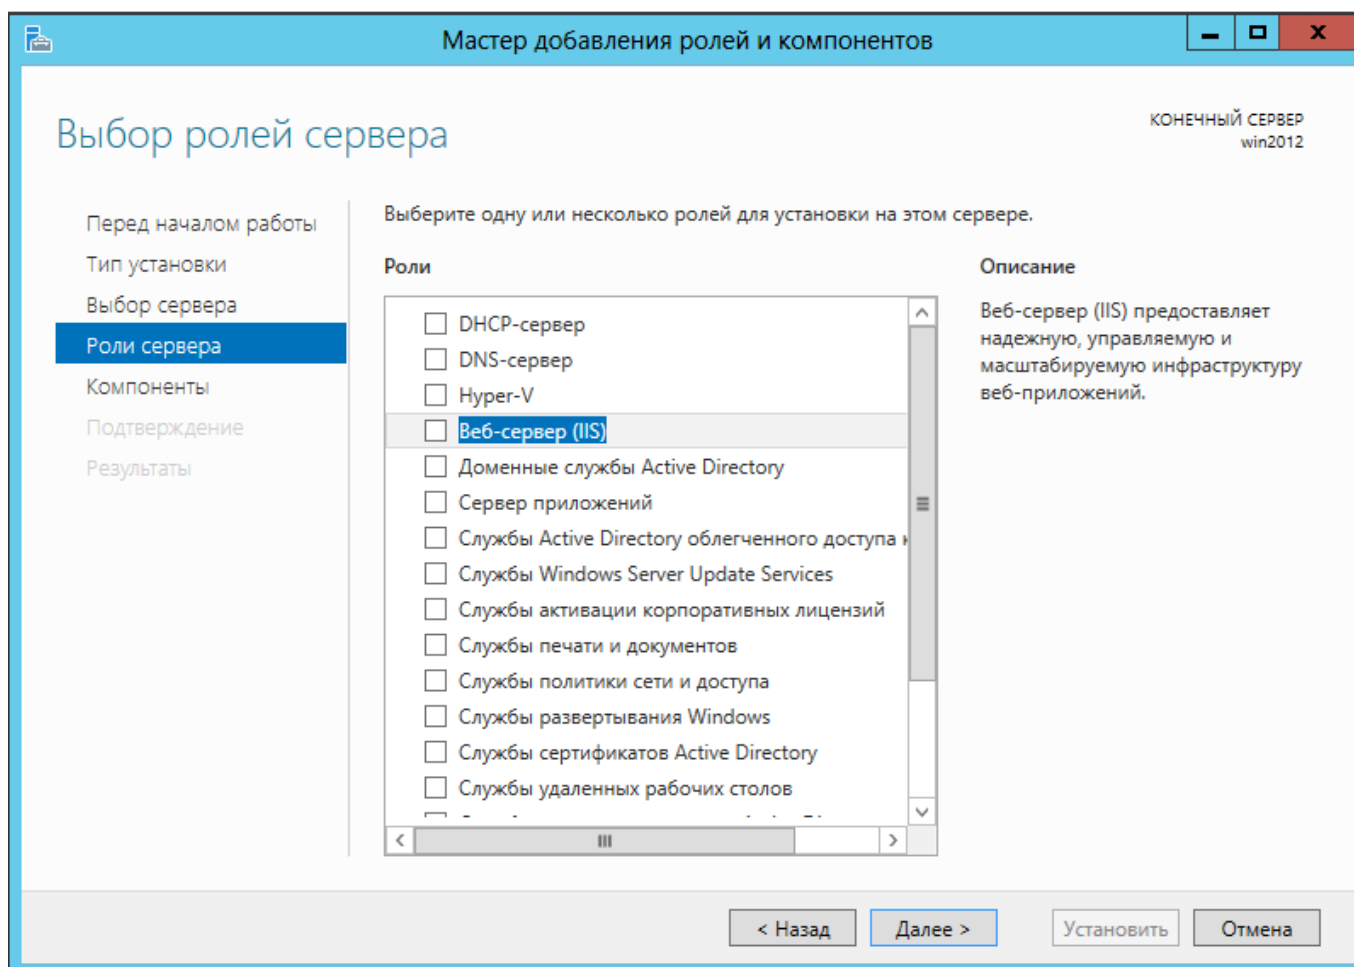 Мастер добавления ролей и компонентов
Выбор ролей сервера
КОНЕЧНЫЙ СЕРВЕР
win2012
Перед началом работы
Тип установки
Выбор сервера
Роли сервера
Компоненты
Подтверждение
Результаты
Выберите одну или несколько ролей для установки на этом сервере.
Роли
DHCP-сервер
DNS-сервер
Hyper-V
Веб-сервер (IIS)
Доменные службы Active Directory
Сервер приложений
Службы Active Directory облегченного доступа
Службы Windows Server Update Services
Службы активации корпоративных лицензий
Службы печати и документов
Службы политики сети и доступа
Службы развертывания Windows
Службы сертификатов Active Directory
Службы удаленных рабочих столов
Описание
Веб-сервер (IIS) предоставляет
надежную, управляемую и
масштабируемую инфраструктуру
веб-приложений.
< Назад
Далее >
Установить
Отмена